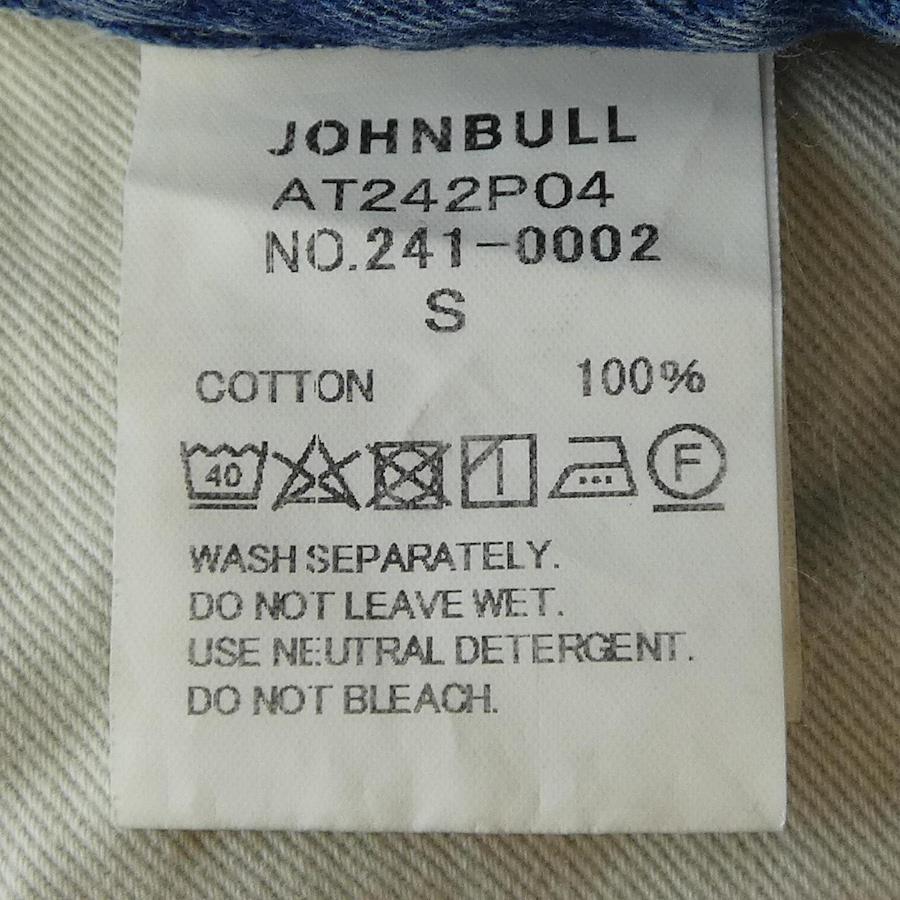 JOHNBULL
AT242P04
NO.241-0002
S
COTTON 100%
40 F
WASH SEPARATELY.
DO NOT LEAVE WET.
USE NEUTRAL DETERGENT.
DO NOT BLEACH.